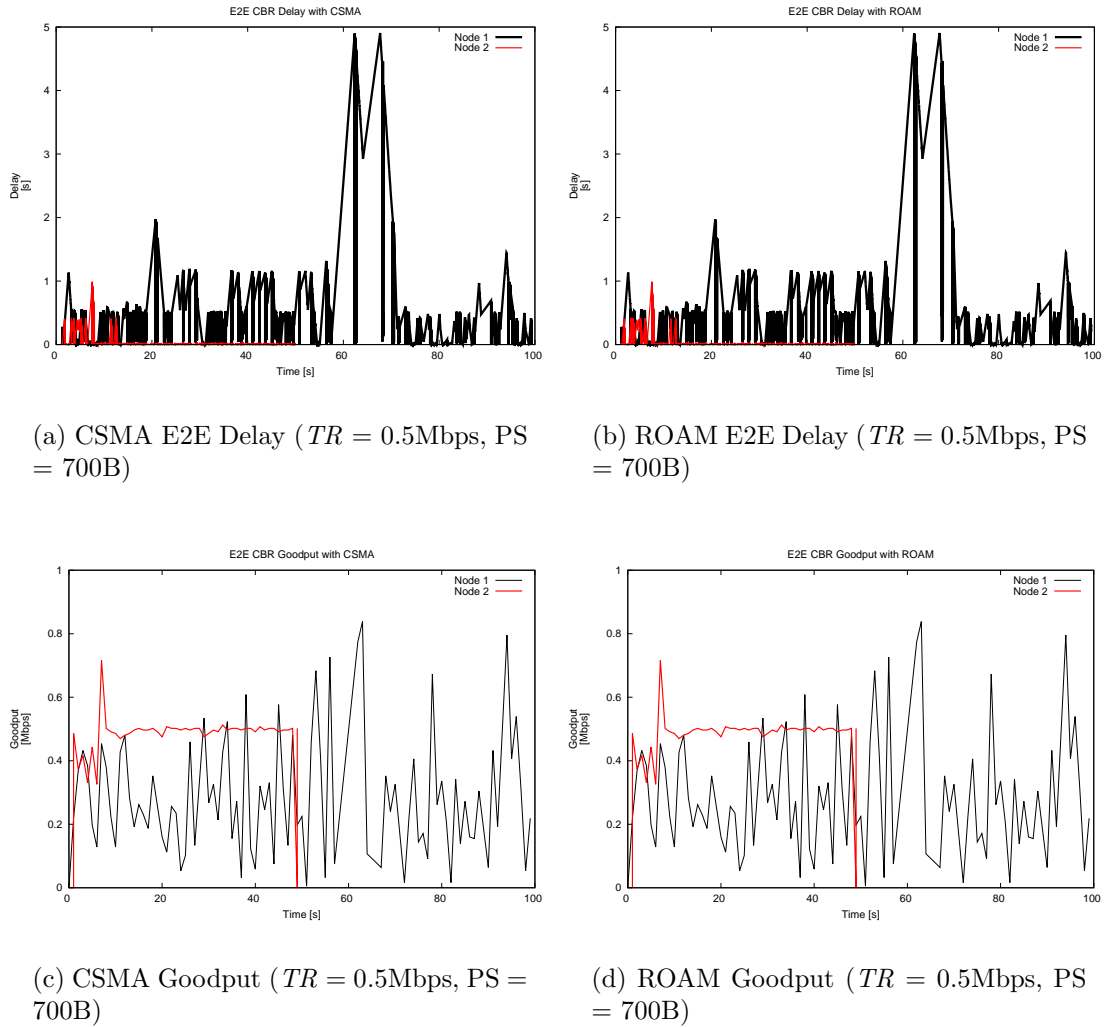 E2E CBR Delay with CSMA
5
4
3
2
1
0
0
20
40
60
80
100
Delay
[s]
Time [s]
Node 1
Node 2
E2E CBR Delay with ROAM
5
4
3
2
1
0
0
20
40
60
80
100
Delay
[s]
Time [s]
Node 1
Node 2
(a) CSMA E2E Delay (TR = 0.5Mbps, PS
= 700B)
(b) ROAM E2E Delay (TR = 0.5Mbps, PS
= 700B)
E2E CBR Goodput with CSMA
1
0.8
0.6
0.4
0.2
0
0
20
40
60
80
100
Goodput
[Mbps]
Time [s]
Node 1
Node 2
E2E CBR Goodput with ROAM
1
0.8
0.6
0.4
0.2
0
0
20
40
60
80
100
Goodput
[Mbps]
Time [s]
Node 1
Node 2
(c) CSMA Goodput (TR = 0.5Mbps, PS =
700B)
(d) ROAM Goodput (TR = 0.5Mbps, PS =
700B)